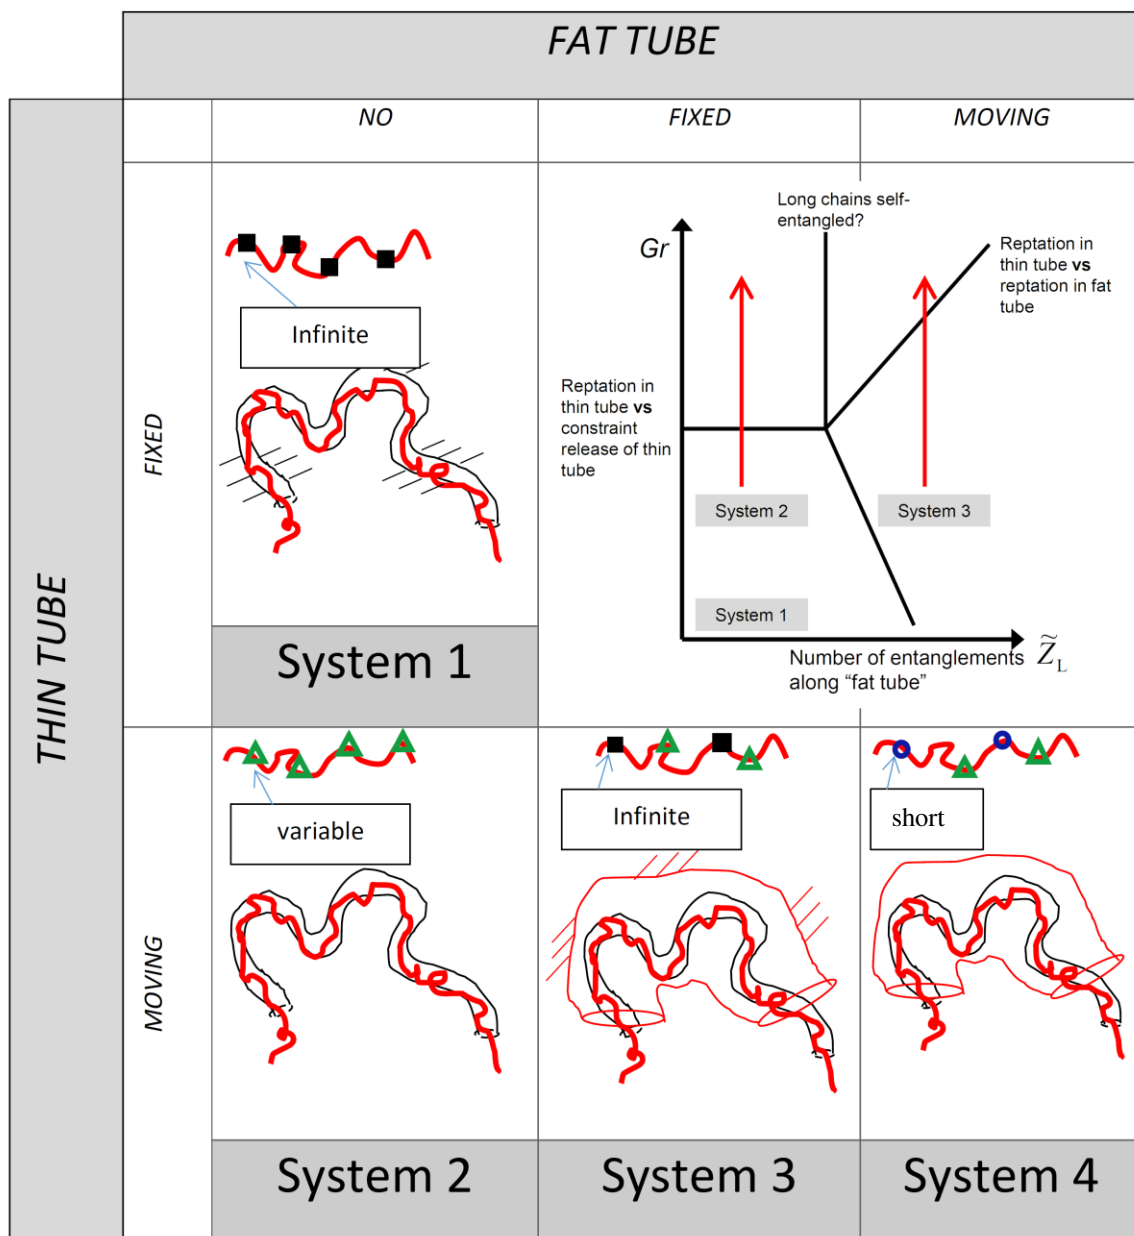 FAT TUBE
NO
FIXED
MOVING
THIN TUBE
FIXED
Infinite
System 1
Gr
Long chains self-
entangled?
Reptation in
thin tube vs
reptation in fat
tube
Reptation in
thin tube vs
constraint
release of thin
tube
System 2
System 3
System 1
Number of entanglements
along “fat tube”
Z̃L
MOVING
variable
System 2
Infinite
System 3
short
System 4